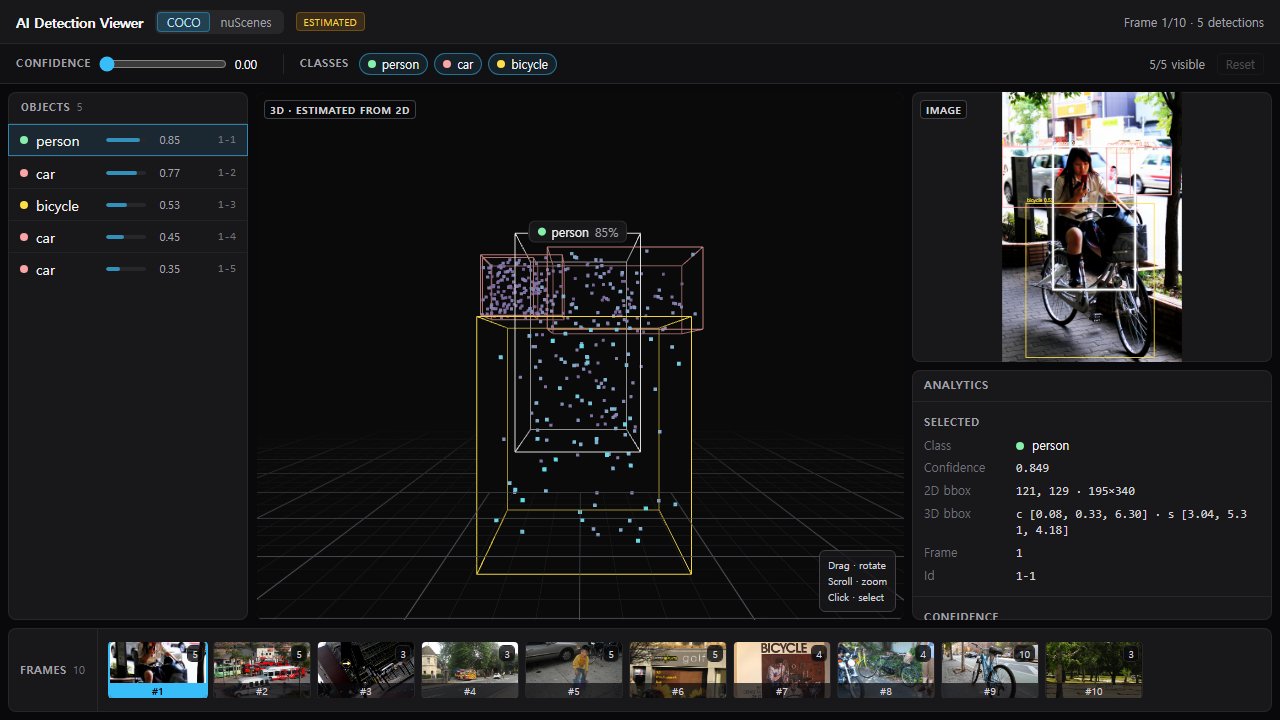 AI Detection Viewer
COCO
nuScenes
ESTIMATED
Frame 1/10 · 5 detections
CONFIDENCE
0.00
CLASSES
person
car
bicycle
5/5 visible
Reset
OBJECTS 5
person 0.85 1-1
car 0.77 1-2
bicycle 0.53 1-3
car 0.45 1-4
car 0.35 1-5
3D · ESTIMATED FROM 2D
person 85%
Drag · rotate
Scroll · zoom
Click · select
IMAGE
bicycle 0.53
ANALYTICS
SELECTED
Class person
Confidence 0.849
2D bbox 121, 129 · 195×340
3D bbox c [0.08, 0.33, 6.30] · s [3.04, 5.3
1, 4.18]
Frame 1
Id 1-1
CONFIDENCE
FRAMES 10
5
#1
5
#2
3
#3
3
#4
5
#5
golf
5
#6
BICYCLE
4
#7
4
#8
10
#9
3
#10